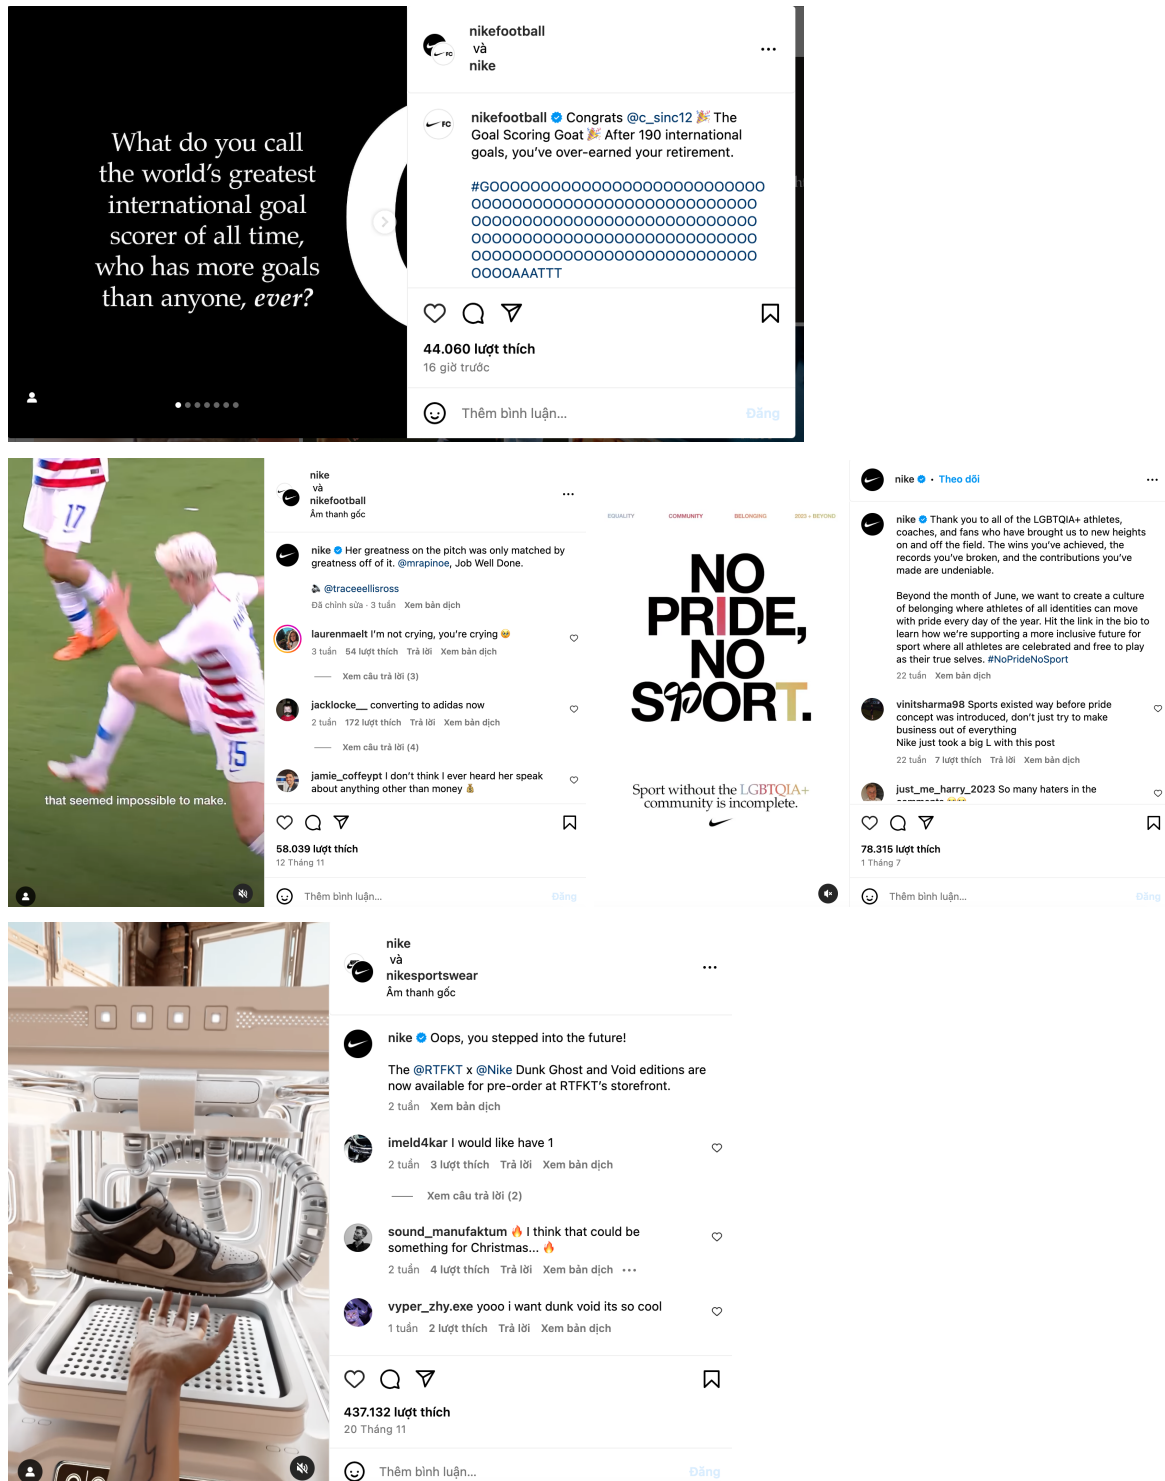 What do you call
the world's greatest
international goal
scorer of all time,
who has more goals
than anyone, ever?
nikefootball
và
nike
FC
FC
nikefootball Congrats @c_sinc12 🎉 The
Goal Scoring Goat 🎉 After 190 international
goals, you've over-earned your retirement.
44.060 lượt thích
16 giờ trước
Thêm bình luận...
Đăng
17
15
that seemed impossible to make.
nike
và
nikefootball
Âm thanh gốc
nike Her greatness on the pitch was only matched by
greatness off of it. @mrapinoe, Job Well Done.
🔈 @traceeellisross
Đã chỉnh sửa · 3 tuần Xem bản dịch
laurenmaelt I'm not crying, you're crying 🥹
3 tuần 54 lượt thích Trả lời Xem bản dịch
Xem câu trả lời (3)
jacklocke__ converting to adidas now
2 tuần 172 lượt thích Trả lời Xem bản dịch
Xem câu trả lời (4)
jamie_coffeypt I don't think I ever heard her speak
about anything other than money 💰
58.039 lượt thích
12 Tháng 11
Thêm bình luận...
Đăng
EQUALITY COMMUNITY BELONGING 2023 + BEYOND
NO
PRIDE,
NO
SPORT.
Sport without the LGBTQIA+
community is incomplete.
nike • Theo dõi
nike Thank you to all of the LGBTQIA+ athletes,
coaches, and fans who have brought us to new heights
on and off the field. The wins you've achieved, the
records you've broken, and the contributions you've
made are undeniable.
Beyond the month of June, we want to create a culture
of belonging where athletes of all identities can move
with pride every day of the year. Hit the link in the bio to
learn how we're supporting a more inclusive future for
sport where all athletes are celebrated and free to play
as their true selves. #NoPrideNoSport
22 tuần Xem bản dịch
vinitsharma98 Sports existed way before pride
concept was introduced, don't just try to make
business out of everything
Nike just took a big L with this post
22 tuần 7 lượt thích Trả lời Xem bản dịch
just_me_harry_2023 So many haters in the
78.315 lượt thích
1 Tháng 7
Thêm bình luận...
Đăng
nike
và
nikesportswear
Âm thanh gốc
nike Oops, you stepped into the future!
The @RTFKT x @Nike Dunk Ghost and Void editions are
now available for pre-order at RTFKT's storefront.
2 tuần Xem bản dịch
imeld4kar I would like have 1
2 tuần 3 lượt thích Trả lời Xem bản dịch
Xem câu trả lời (2)
sound_manufaktum 🔥 I think that could be
something for Christmas... 🔥
2 tuần 4 lượt thích Trả lời Xem bản dịch •••
vyper_zhy.exe yooo i want dunk void its so cool
1 tuần 2 lượt thích Trả lời Xem bản dịch
437.132 lượt thích
20 Tháng 11
Thêm bình luận...
Đăng